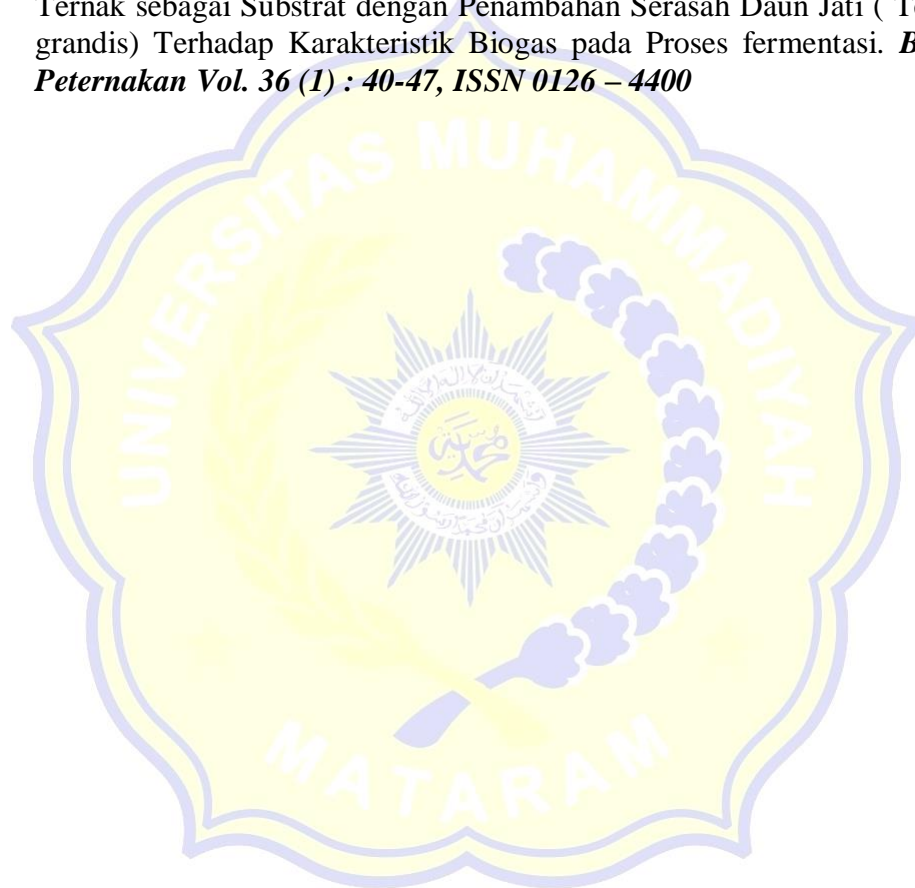 Ternak sebagai Substrat dengan Penambahan Serasah Daun Jati ( Te
grandis) Terhadap Karakteristik Biogas pada Proses fermentasi. B
Peternakan Vol. 36 (1) : 40-47, ISSN 0126 – 4400
UNIVERSITAS MUHAMMADIYAH
MATARAM